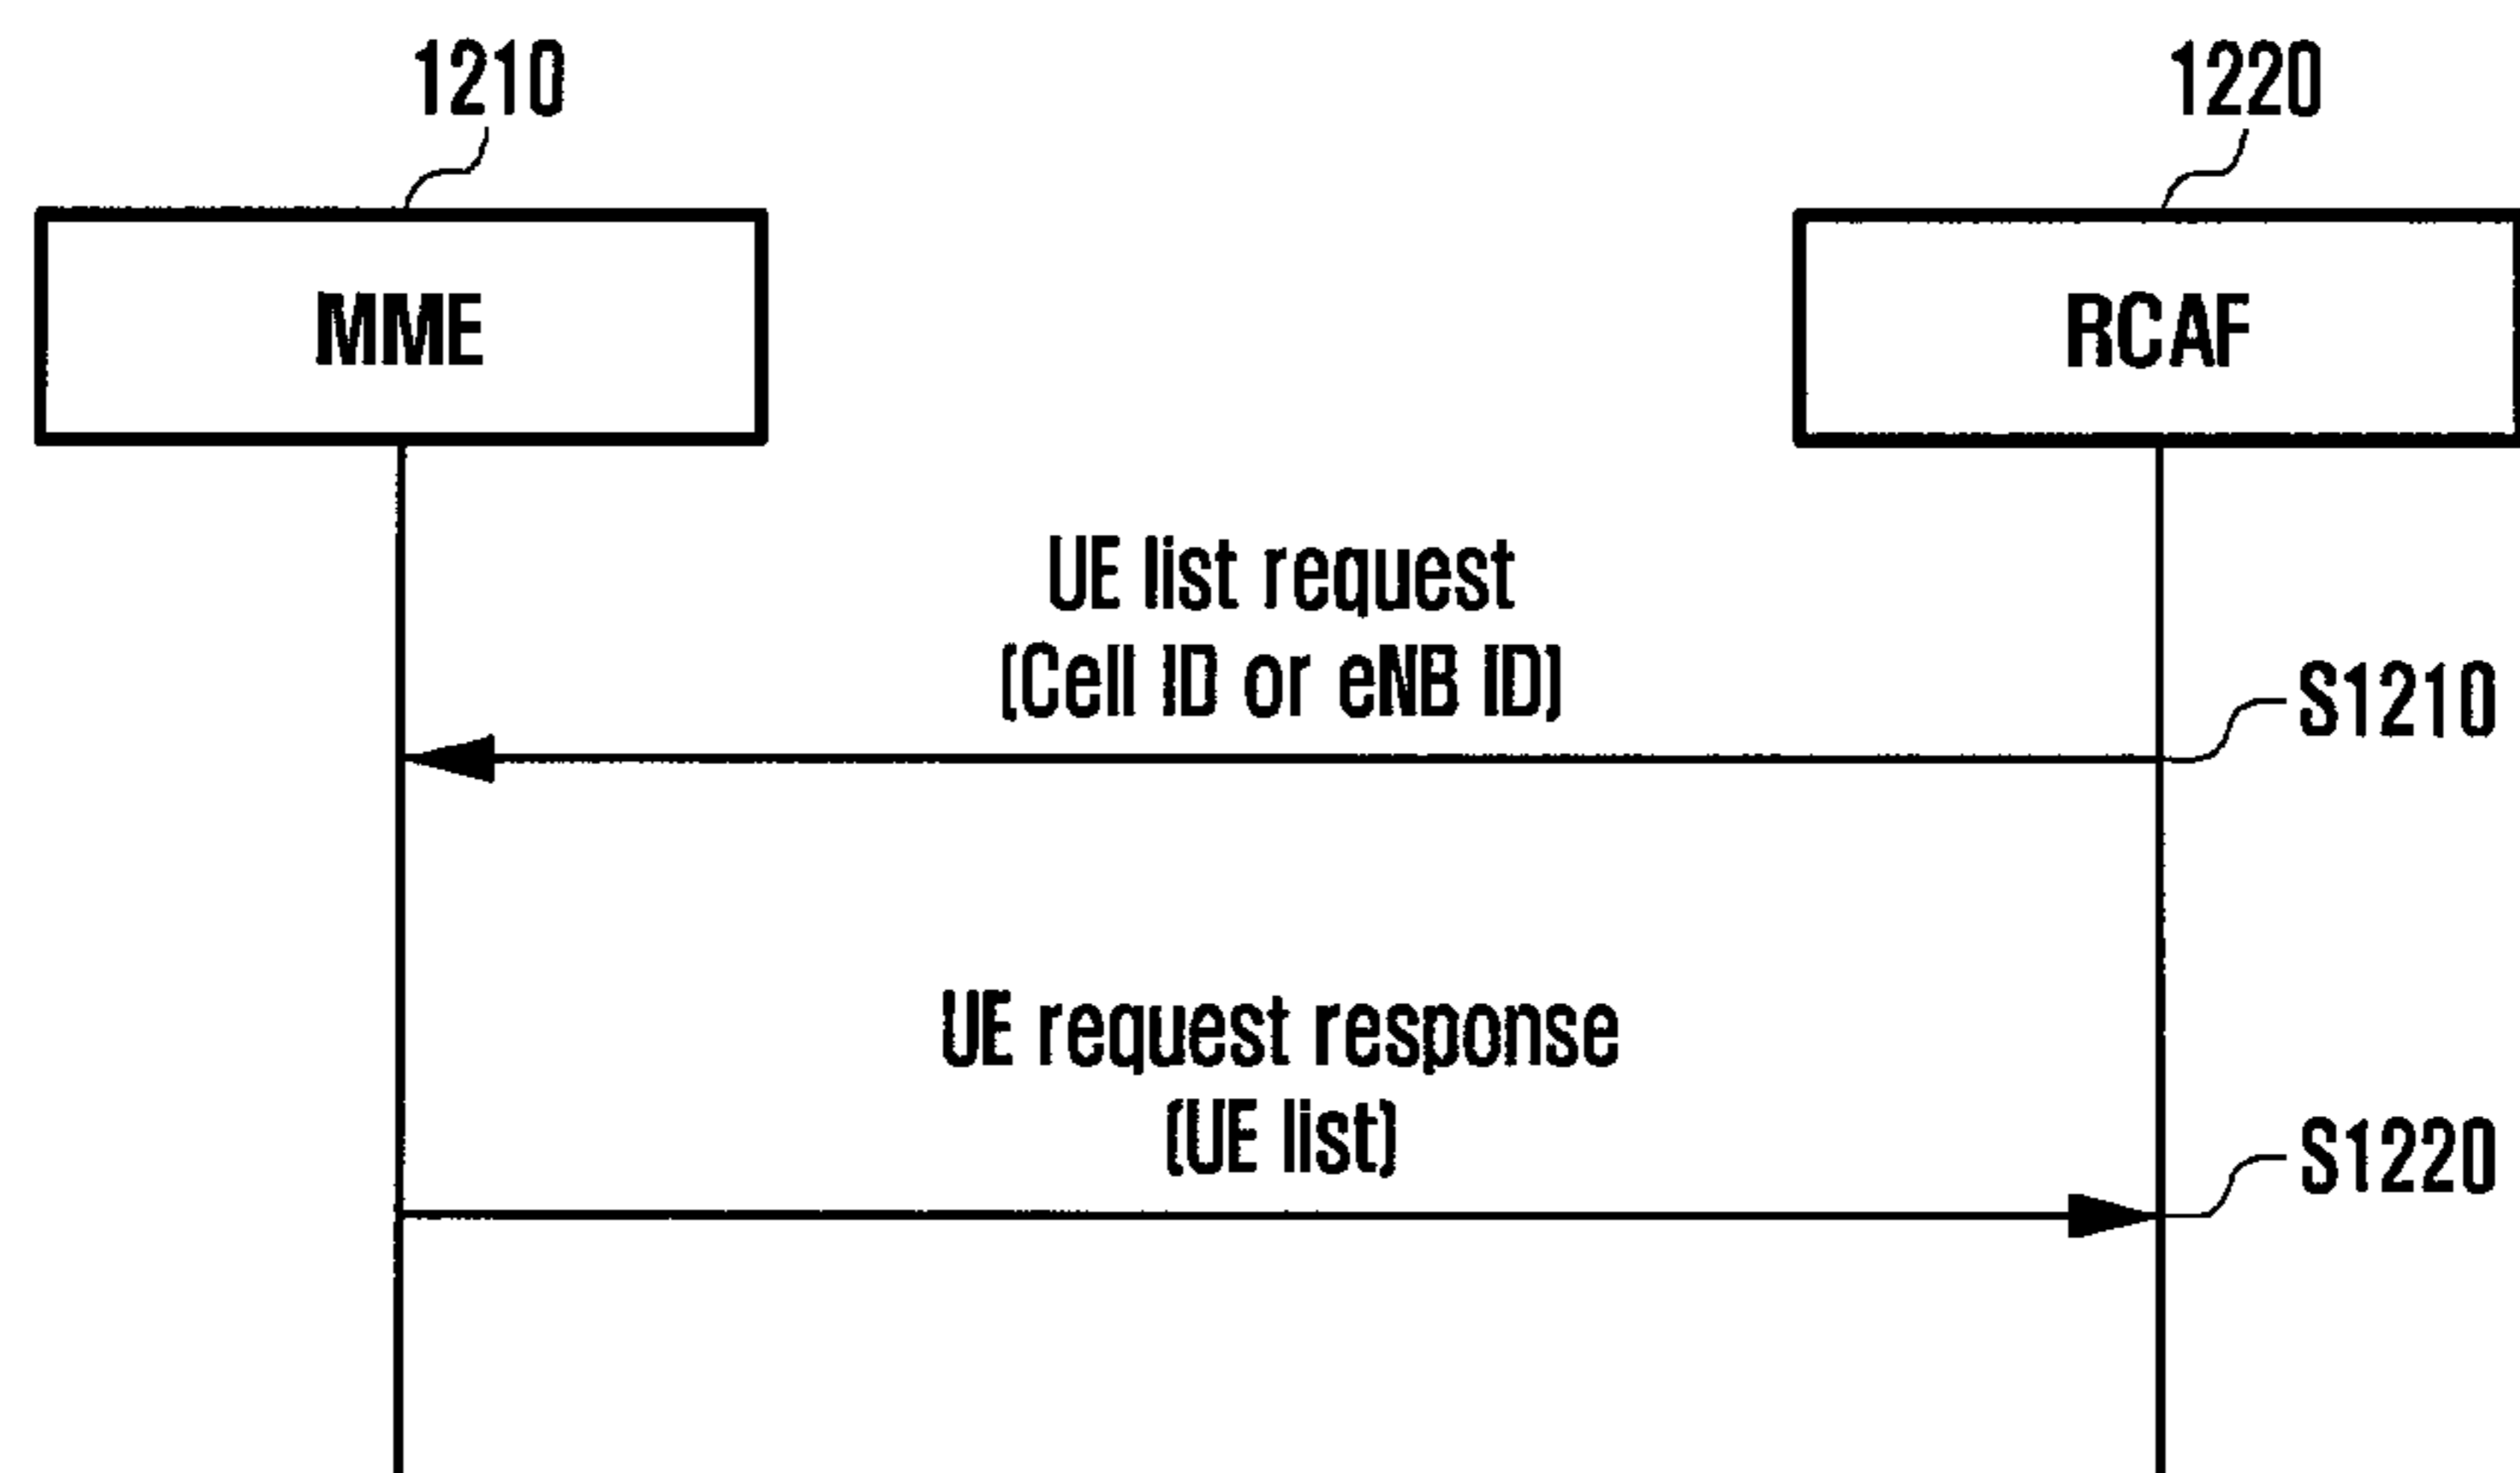 1210
1220
MME
RCAF
UE list request
(Cell ID or eNB ID)
S1210
UE request response
(UE list)
S1220